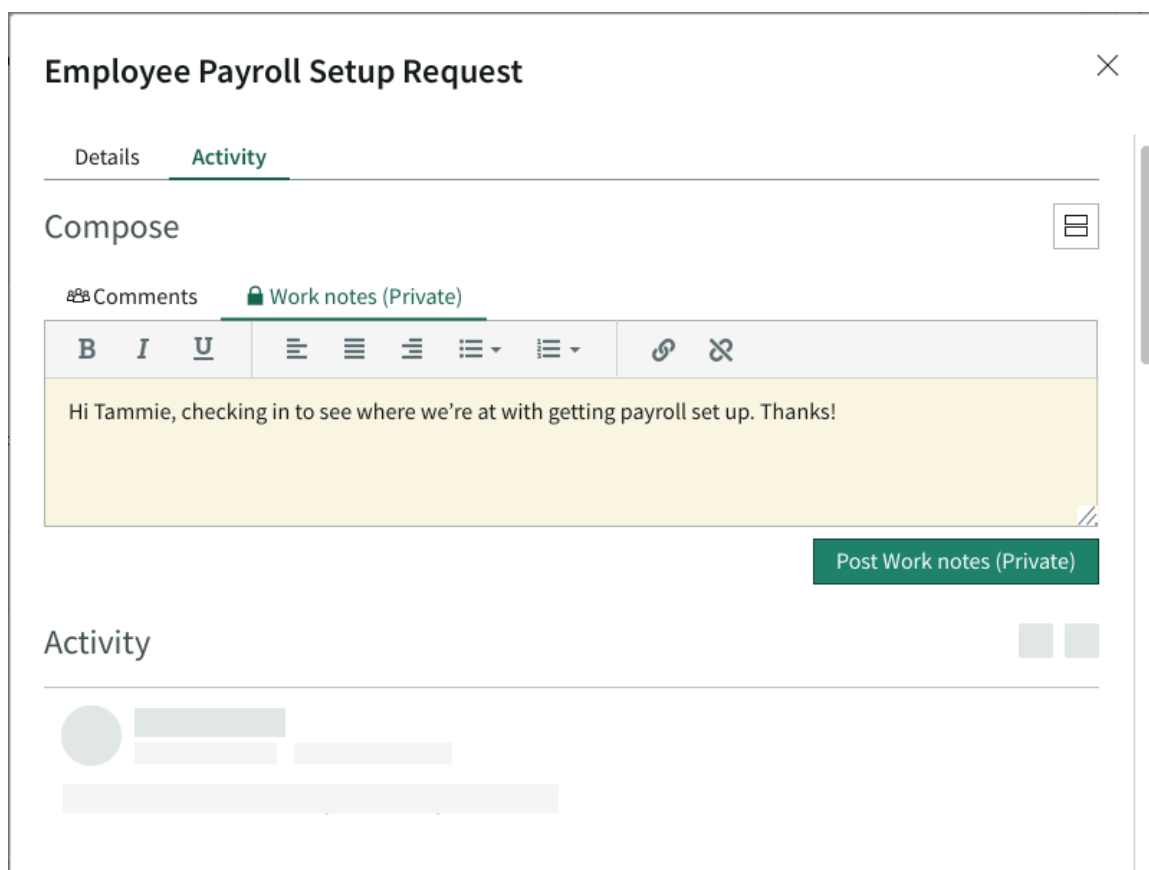 Employee Payroll Setup Request
Details Activity
Compose
Comments Work notes (Private)
B I U
Hi Tammie, checking in to see where we’re at with getting payroll set up. Thanks!
Post Work notes (Private)
Activity